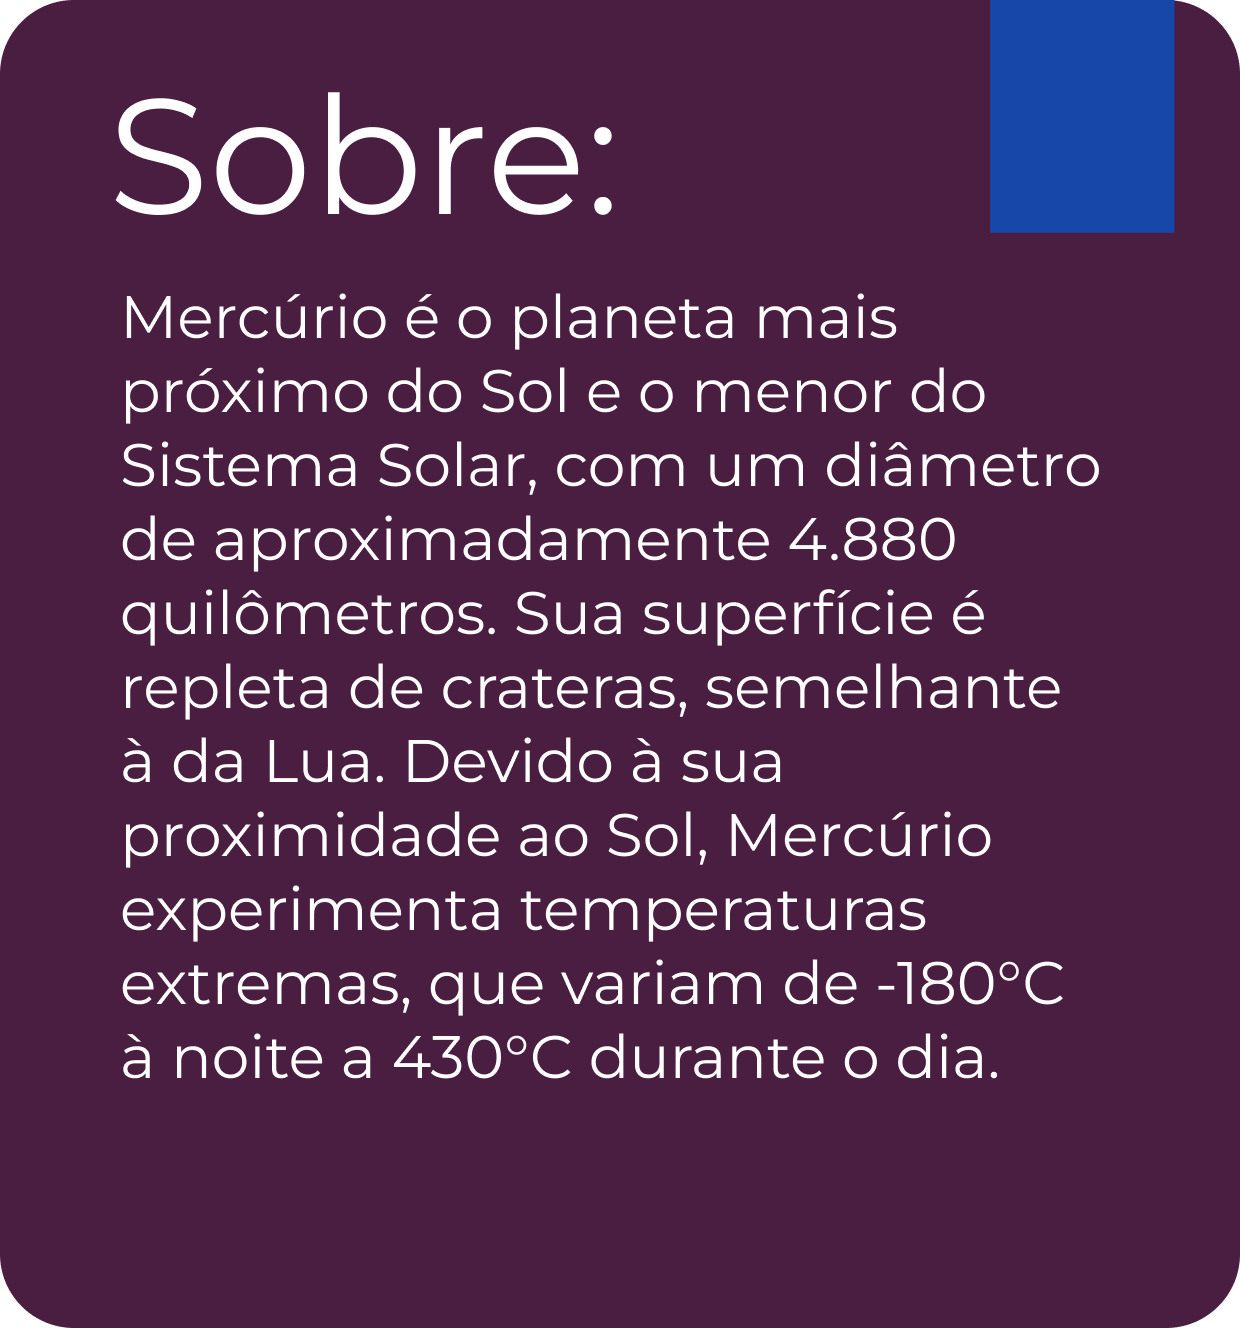 Sobre:
Mercúrio é o planeta mais
próximo do Sol e o menor do
Sistema Solar, com um diâmetro
de aproximadamente 4.880
quilômetros. Sua superfície é
repleta de crateras, semelhante
à da Lua. Devido à sua
proximidade ao Sol, Mercúrio
experimenta temperaturas
extremas, que variam de -180°C
à noite a 430°C durante o dia.